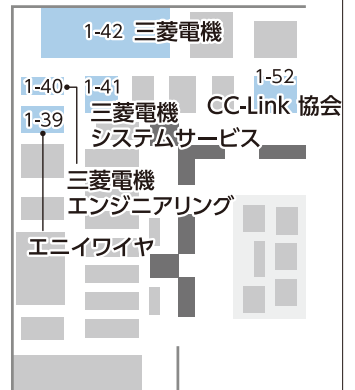 1-42 三菱電機
1-40
1-41
1-52
1-39
三菱電機
システムサービス
CC-Link 協会
三菱電機
エンジニアリング
エニイワイヤ